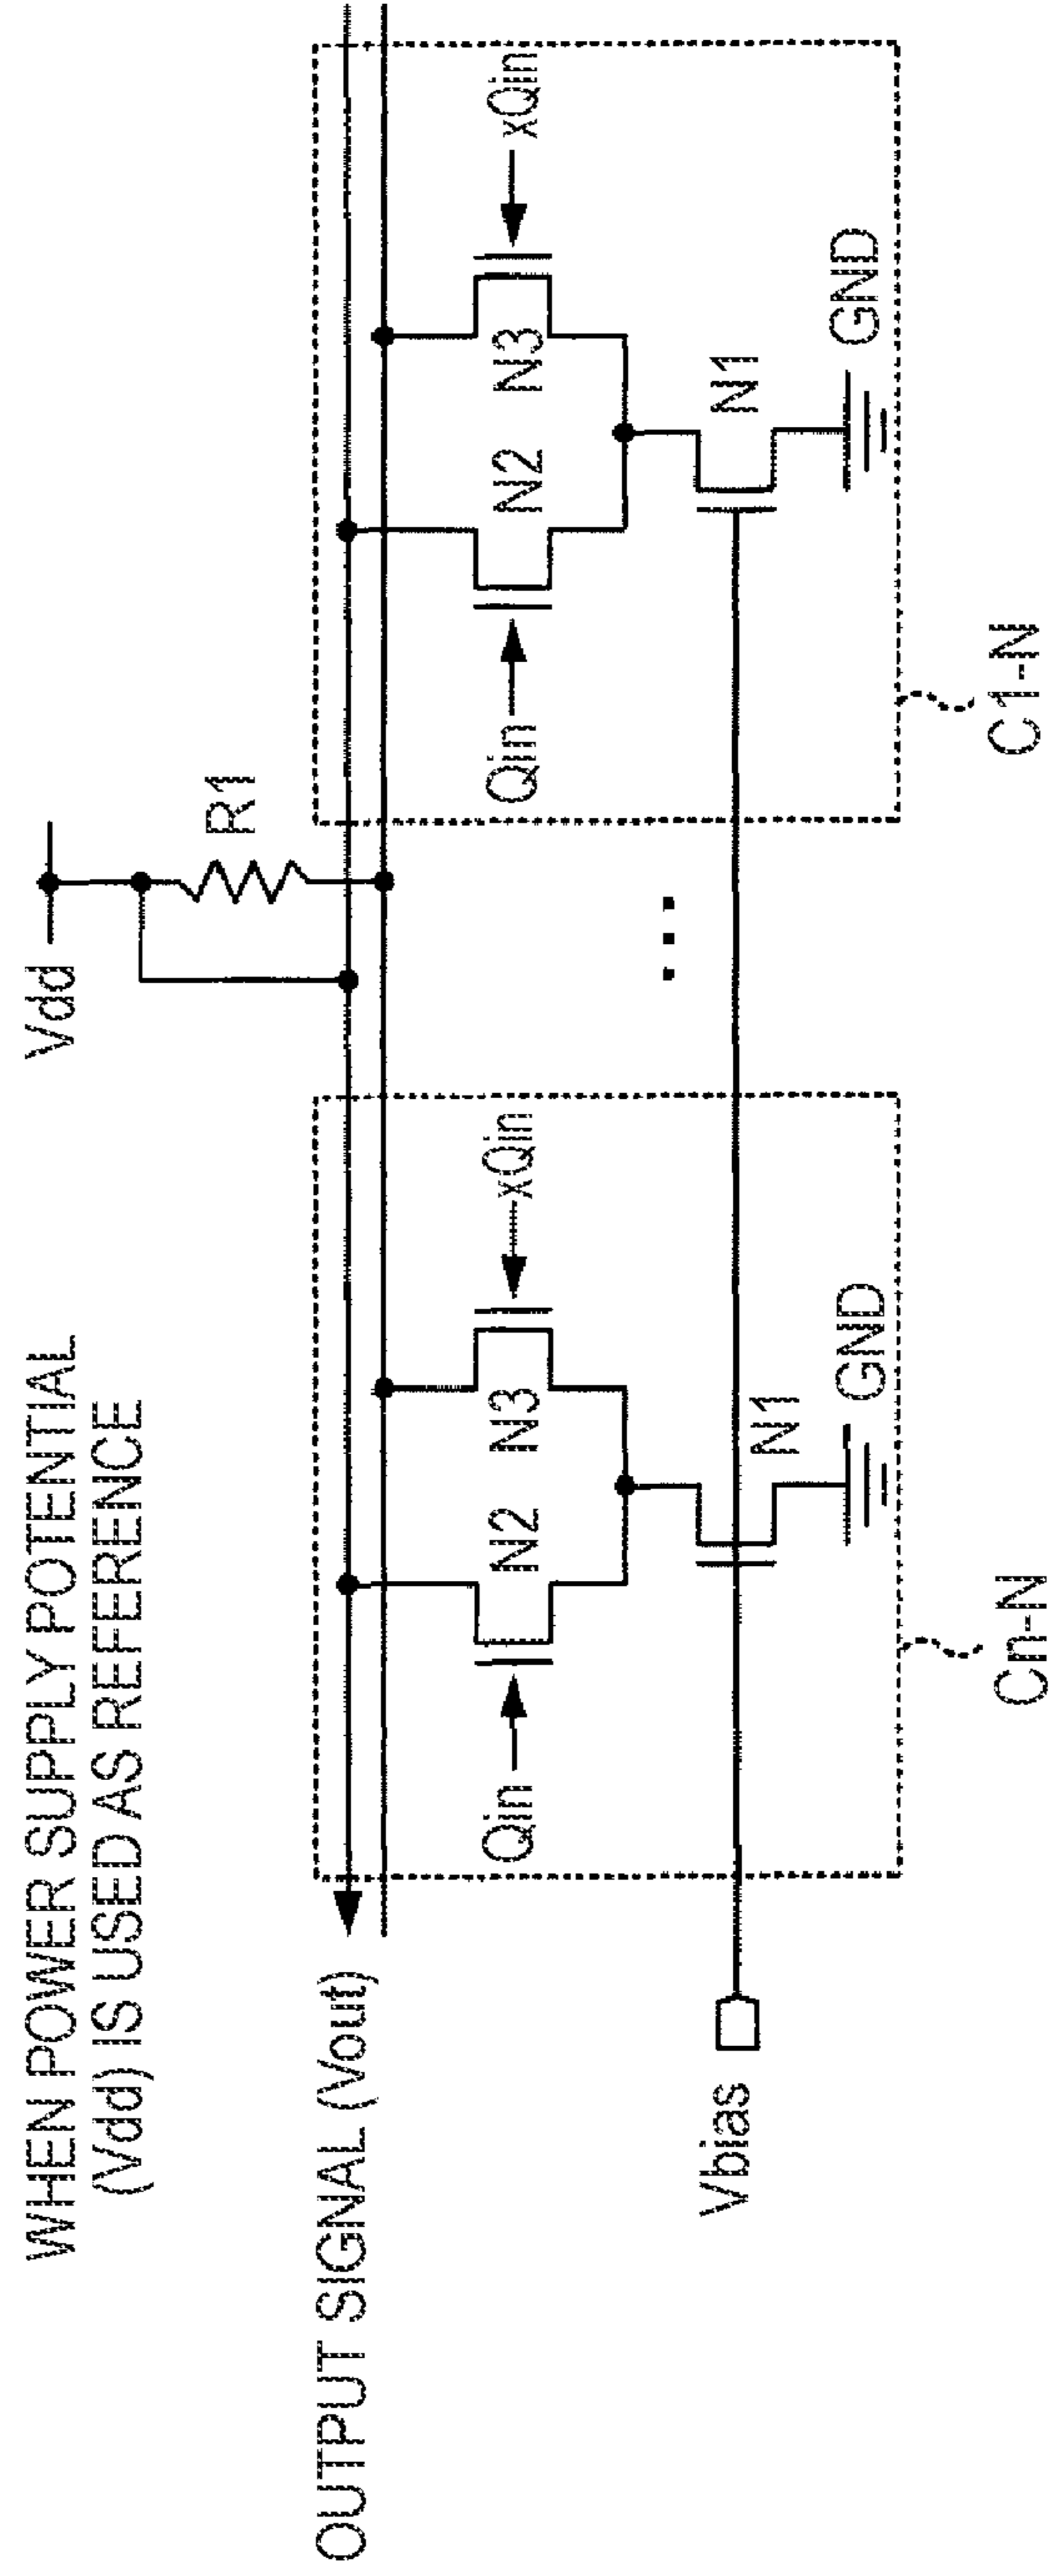 WHEN POWER SUPPLY POTENTIAL
(Vdd) IS USED AS REFERENCE
Vdd
R1
OUTPUT SIGNAL (Vout)
Qin
N2
N3
xQin
Qin
N2
N3
xQin
...
Vbias
N1
GND
N1
GND
Cn-N
C1-N